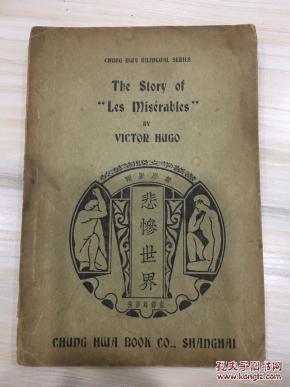 CHUNG HWA BILINGUAL SERIES
The Story of
"Les Misérables"
BY
VICTOR HUGO
悲慘世界
CHUNG HWA BOOK CO., SHANGHAI